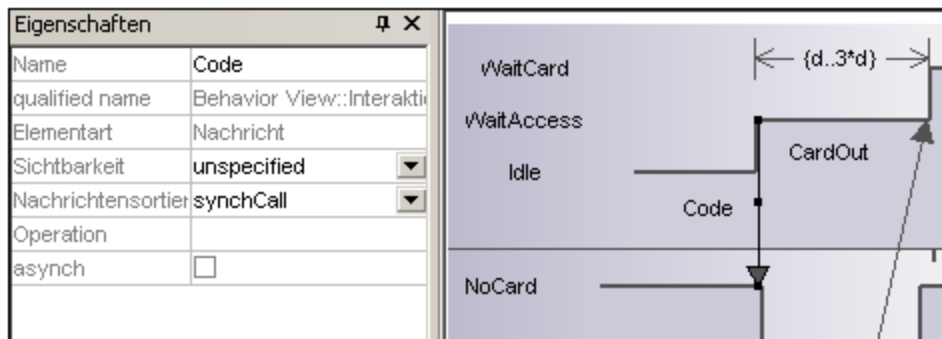 Eigenschaften
Name Code
qualified name Behavior View::Interakti
Elementart Nachricht
Sichtbarkeit unspecified
Nachrichtensortier synchCall
Operation
asynch
{d..3*d}
WaitCard
WaitAccess
CardOut
Idle
Code
NoCard